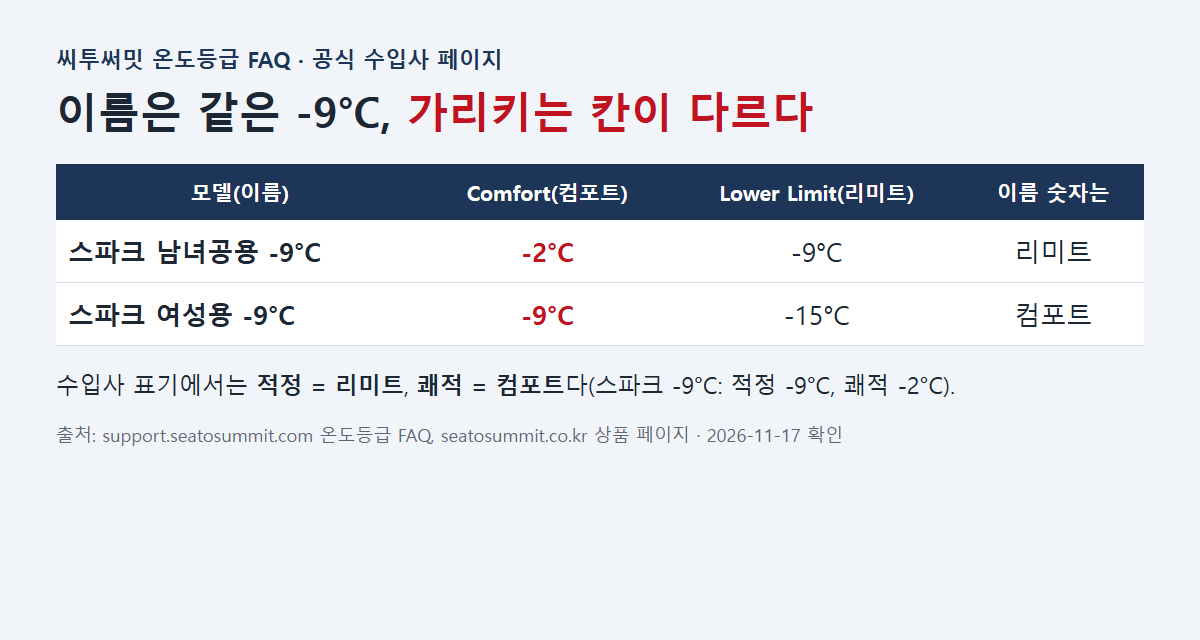 씨투써밋 온도등급 FAQ · 공식 수입사 페이지
이름은 같은 -9°C, 가리키는 칸이 다르다
모델(이름) Comfort(컴포트) Lower Limit(리미트) 이름 숫자는
스파크 남녀공용 -9°C -2°C -9°C 리미트
스파크 여성용 -9°C -9°C -15°C 컴포트
수입사 표기에서는 적정 = 리미트, 쾌적 = 컴포트다(스파크 -9°C: 적정 -9°C, 쾌적 -2°C).
출처: support.seatosummit.com 온도등급 FAQ, seatosummit.co.kr 상품 페이지 · 2026-11-17 확인